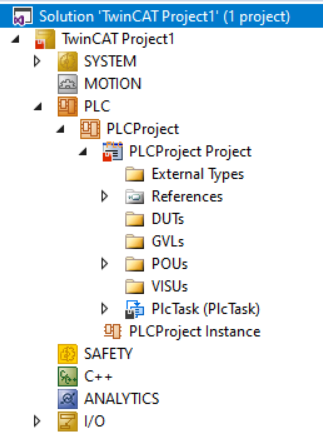 Solution 'TwinCAT Project1' (1 project)
TwinCAT Project1
SYSTEM
MOTION
PLC
PLCProject
PLCProject Project
External Types
References
DUTs
GVLs
POUs
VISUs
PlcTask (PlcTask)
PLCProject Instance
SAFETY
C++
ANALYTICS
I/O